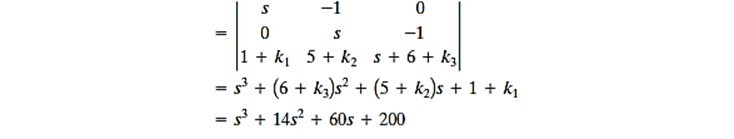 s −1 0
= 0 s −1
1 + k₁ 5 + k₂ s + 6 + k₃
= s³ + (6 + k₃)s² + (5 + k₂)s + 1 + k₁
= s³ + 14s² + 60s + 200